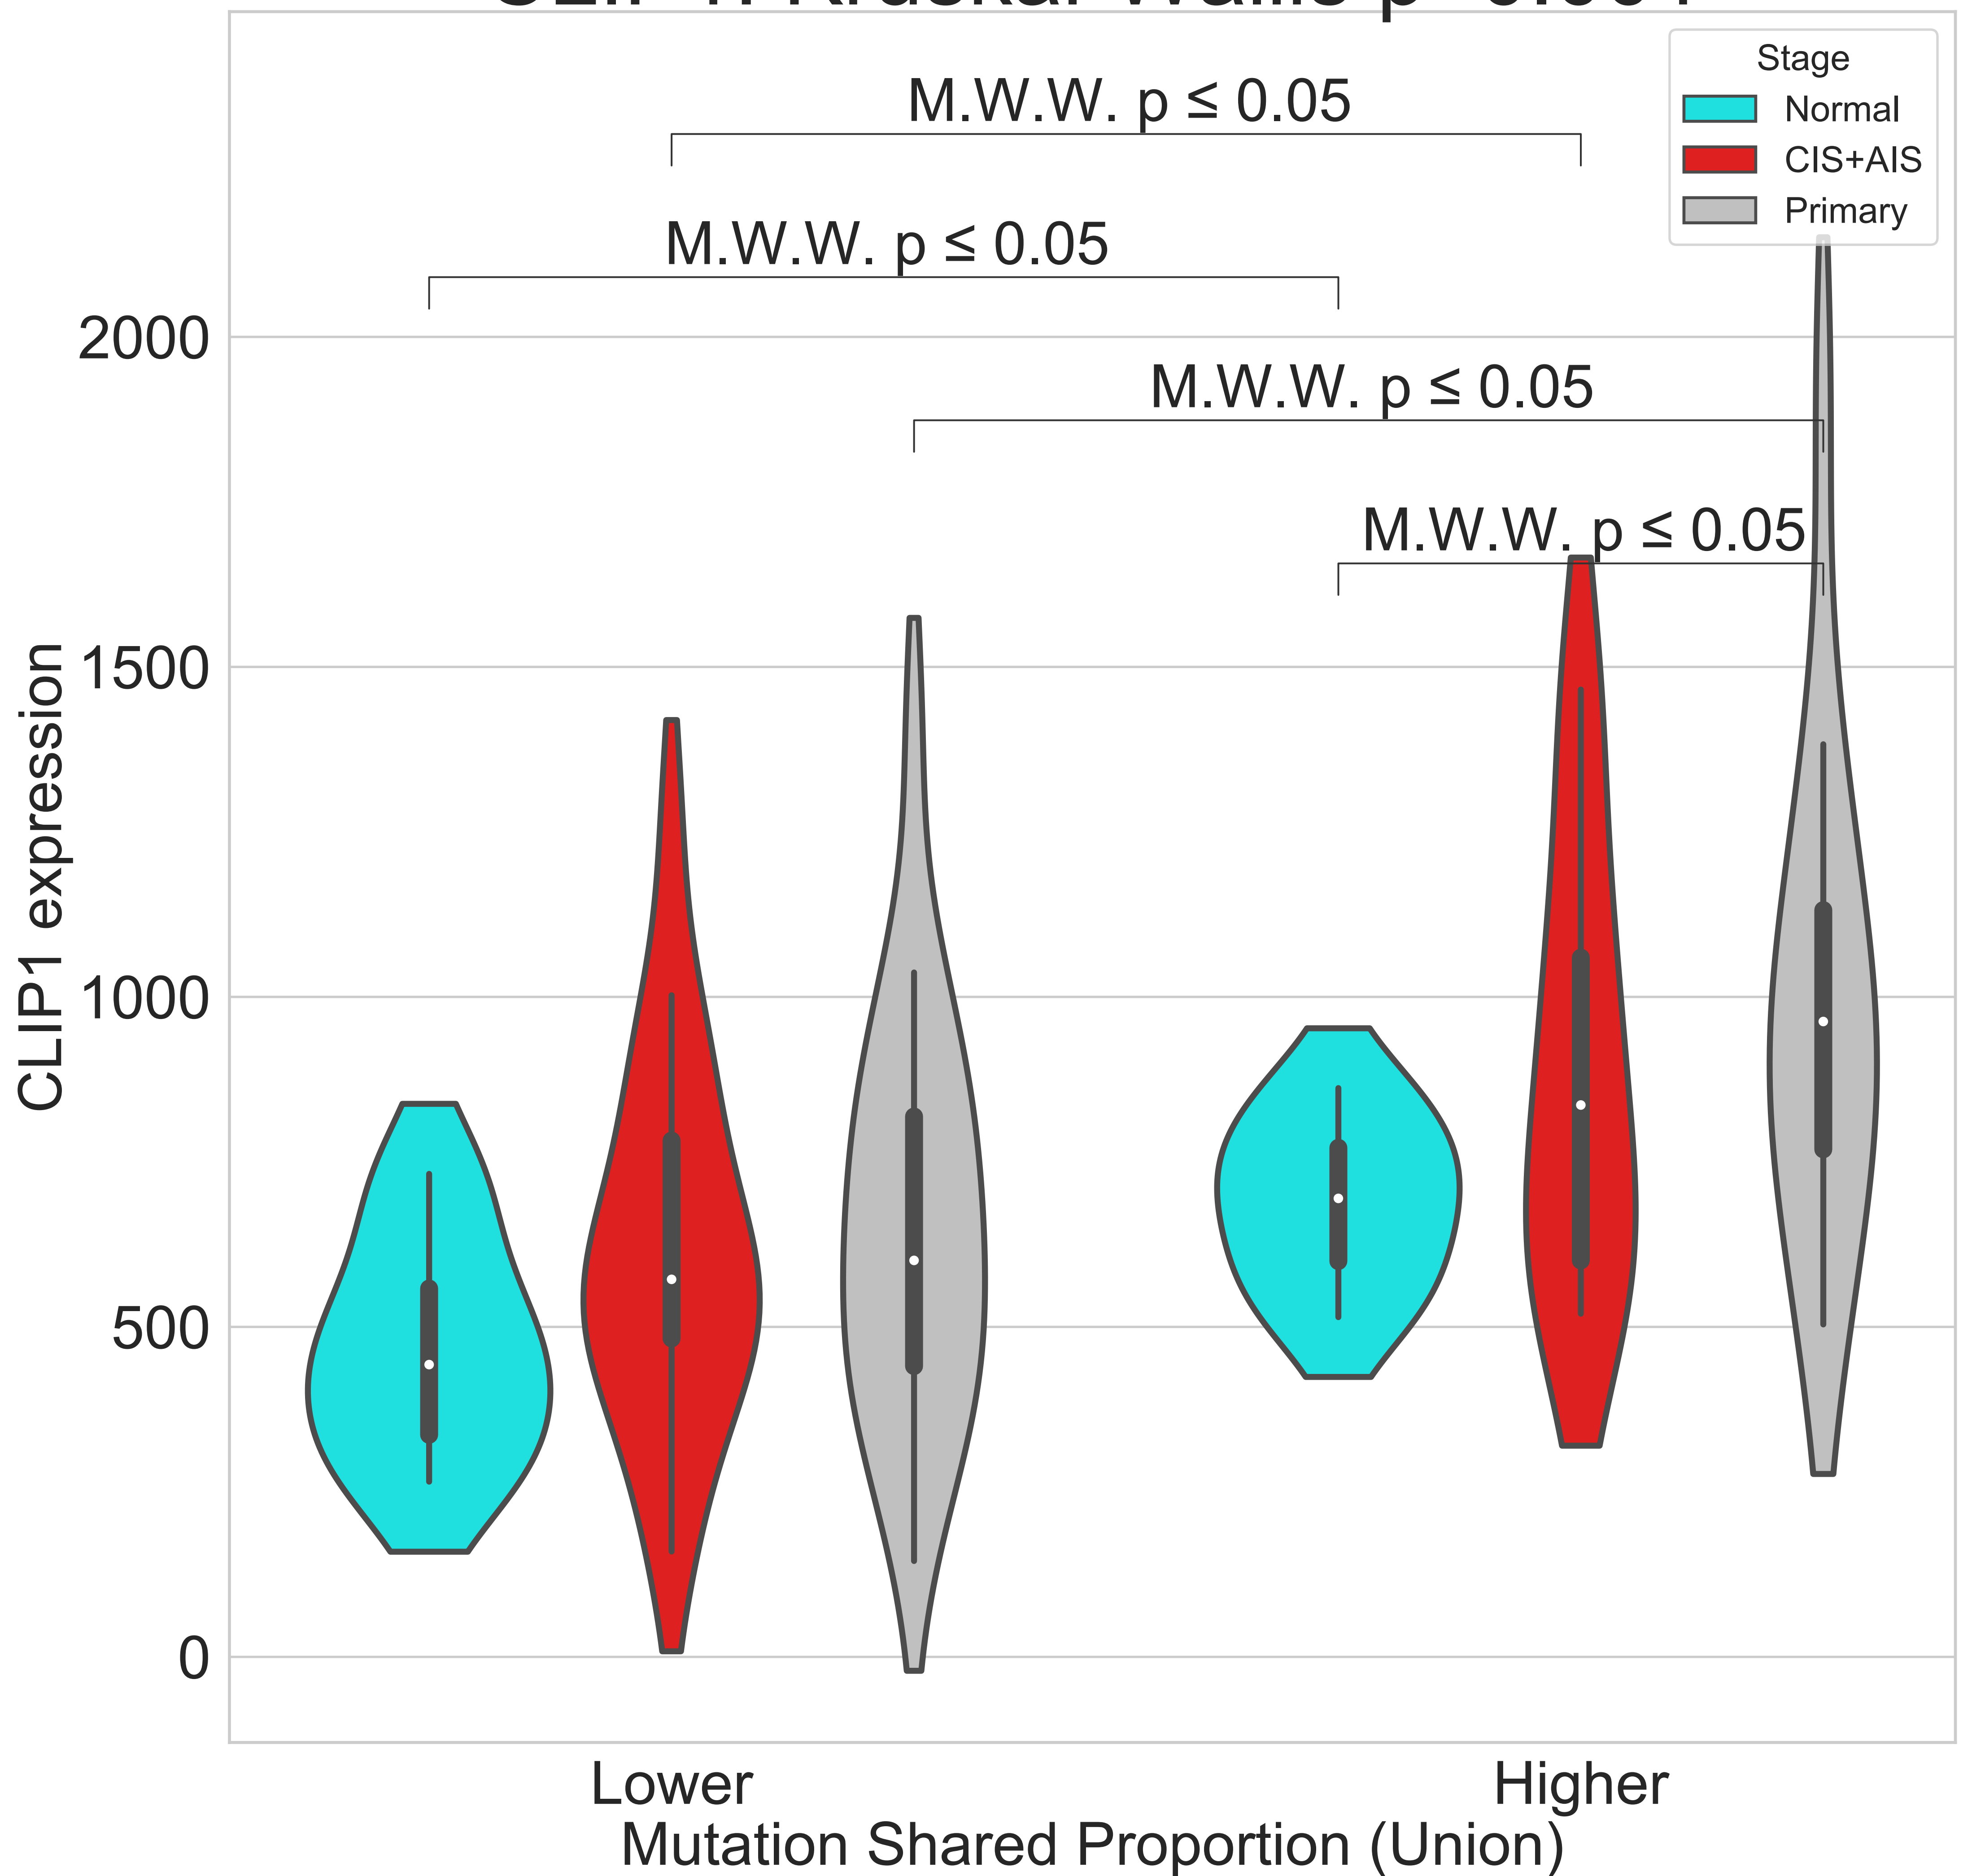 Stage
Normal
CIS+AIS
Primary
M.W.W. p ≤ 0.05
M.W.W. p ≤ 0.05
M.W.W. p ≤ 0.05
M.W.W. p ≤ 0.05
CLIP1 expression
2000
1500
1000
500
0
Lower
Higher
Mutation Shared Proportion (Union)